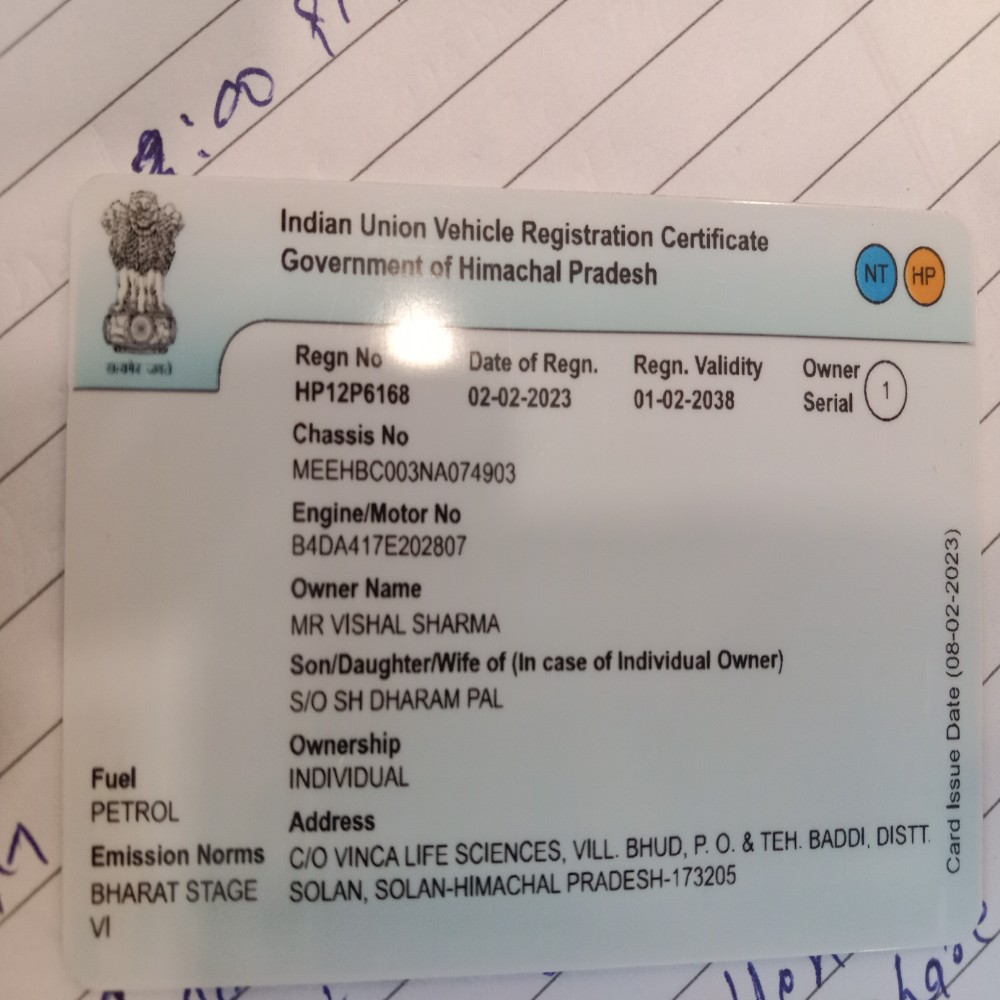 2:00
Indian Union Vehicle Registration Certificate
Government of Himachal Pradesh
NT HP
Regn No Date of Regn. Regn. Validity Owner Serial 1
HP12P6168 02-02-2023 01-02-2038
Chassis No
MEEHBC003NA074903
Engine/Motor No
B4DA417E202807
Owner Name
MR VISHAL SHARMA
Son/Daughter/Wife of (In case of Individual Owner)
S/O SH DHARAM PAL
Ownership
INDIVIDUAL
Address
C/O VINCA LIFE SCIENCES, VILL. BHUD, P. O. & TEH. BADDI, DISTT.
SOLAN, SOLAN-HIMACHAL PRADESH-173205
Fuel
PETROL
Emission Norms
BHARAT STAGE
VI
Card Issue Date (08-02-2023)